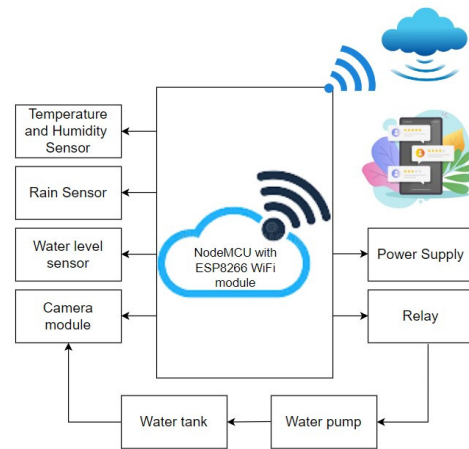 Temperature
and Humidity
Sensor
Rain Sensor
Water level
sensor
Camera
module
NodeMCU with
ESP8266 WiFi
module
Power Supply
Relay
Water tank
Water pump